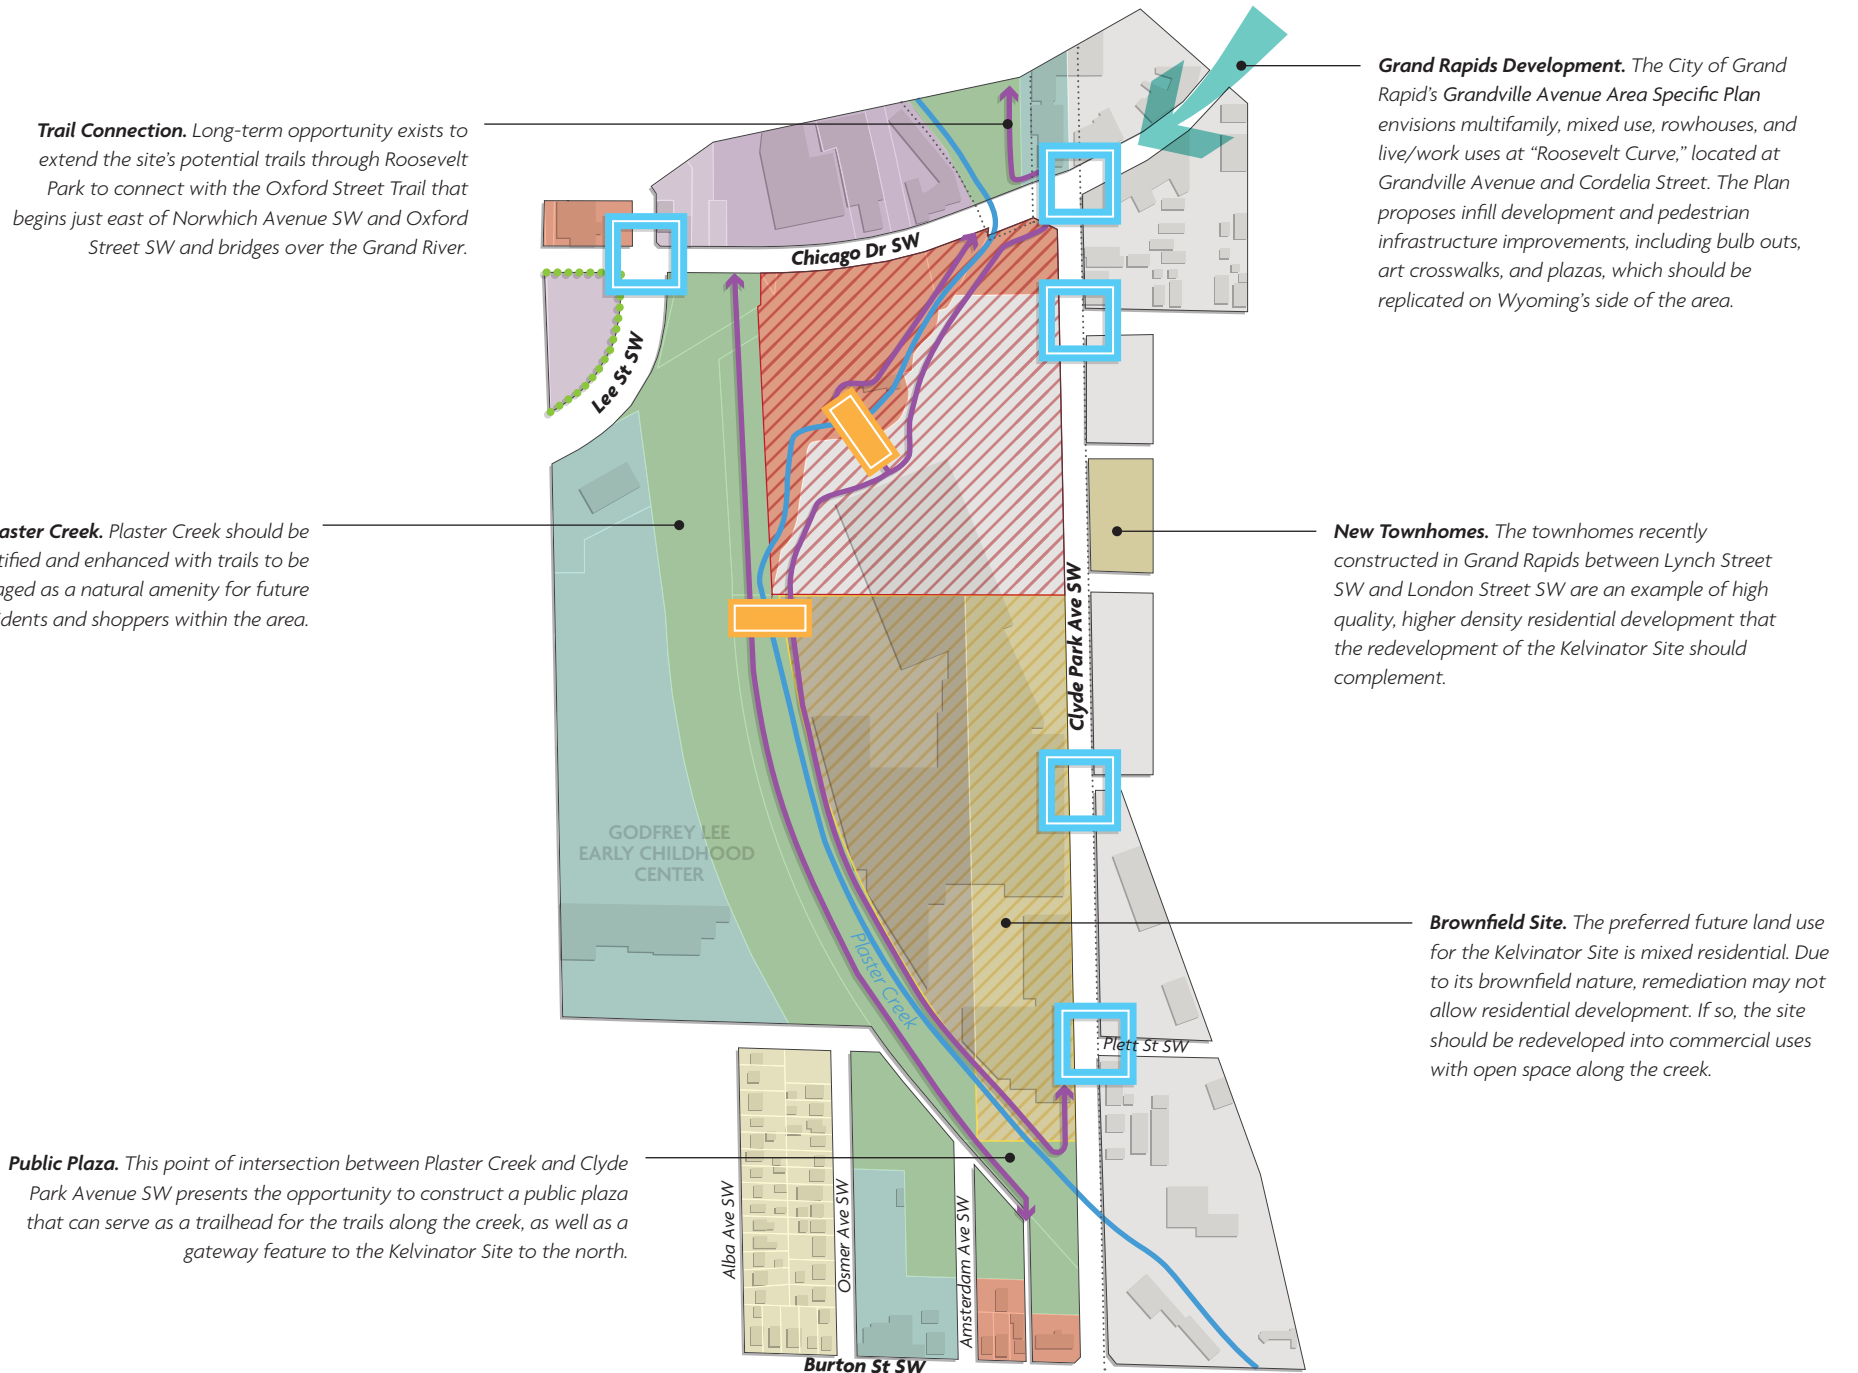 Trail Connection. Long-term opportunity exists to
extend the site's potential trails through Roosevelt
Park to connect with the Oxford Street Trail that
begins just east of Norwhich Avenue SW and Oxford
Street SW and bridges over the Grand River.
Grand Rapids Development. The City of Grand
Rapid's Grandville Avenue Area Specific Plan
envisions multifamily, mixed use, rowhouses, and
live/work uses at “Roosevelt Curve,” located at
Grandville Avenue and Cordelia Street. The Plan
proposes infill development and pedestrian
infrastructure improvements, including bulb outs,
art crosswalks, and plazas, which should be
replicated on Wyoming's side of the area.
Chicago Dr SW
Lee St SW
aster Creek. Plaster Creek should be
tified and enhanced with trails to be
aged as a natural amenity for future
idents and shoppers within the area.
New Townhomes. The townhomes recently
constructed in Grand Rapids between Lynch Street
SW and London Street SW are an example of high
quality, higher density residential development that
the redevelopment of the Kelvinator Site should
complement.
Clyde Park Ave SW
GODFREY LEE
EARLY CHILDHOOD
CENTER
Plaster Creek
Brownfield Site. The preferred future land use
for the Kelvinator Site is mixed residential. Due
to its brownfield nature, remediation may not
allow residential development. If so, the site
should be redeveloped into commercial uses
with open space along the creek.
Plett St SW
Public Plaza. This point of intersection between Plaster Creek and Clyde
Park Avenue SW presents the opportunity to construct a public plaza
that can serve as a trailhead for the trails along the creek, as well as a
gateway feature to the Kelvinator Site to the north.
Alba Ave SW
Osmer Ave SW
Amsterdam Ave SW
Burton St SW